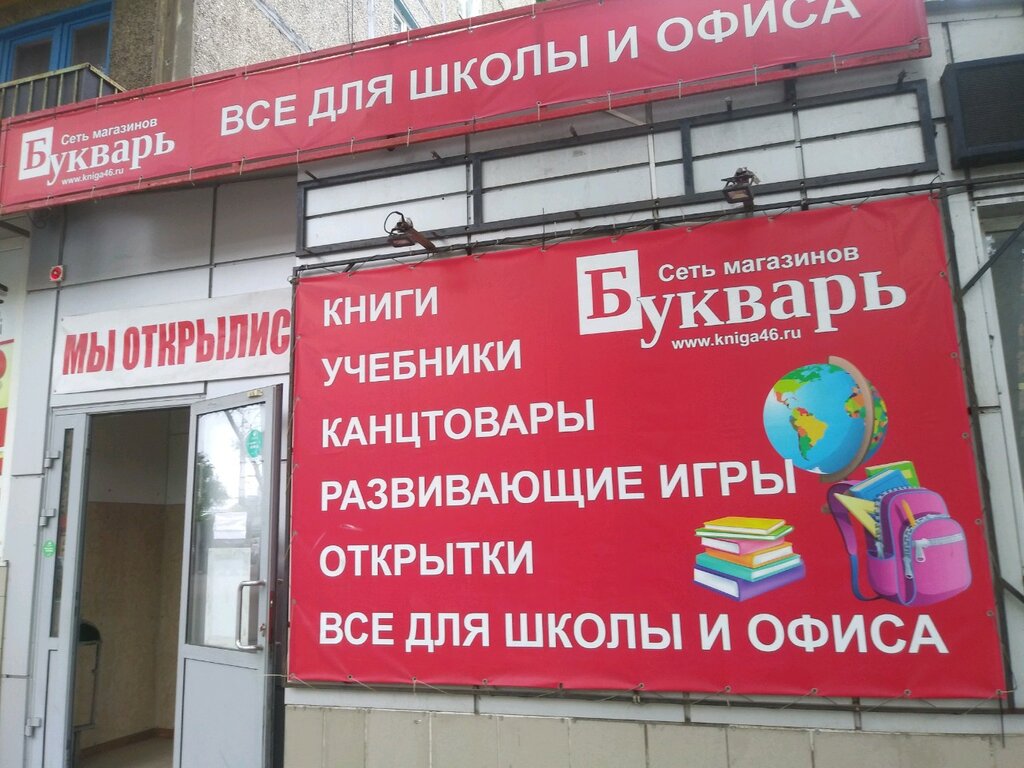 Сеть магазинов
Букварь
www.kniga46.ru
ВСЕ ДЛЯ ШКОЛЫ И ОФИСА
МЫ ОТКРЫЛИС
Сеть магазинов
Букварь
www.kniga46.ru
КНИГИ
УЧЕБНИКИ
КАНЦТОВАРЫ
РАЗВИВАЮЩИЕ ИГРЫ
ОТКРЫТКИ
ВСЕ ДЛЯ ШКОЛЫ И ОФИСА